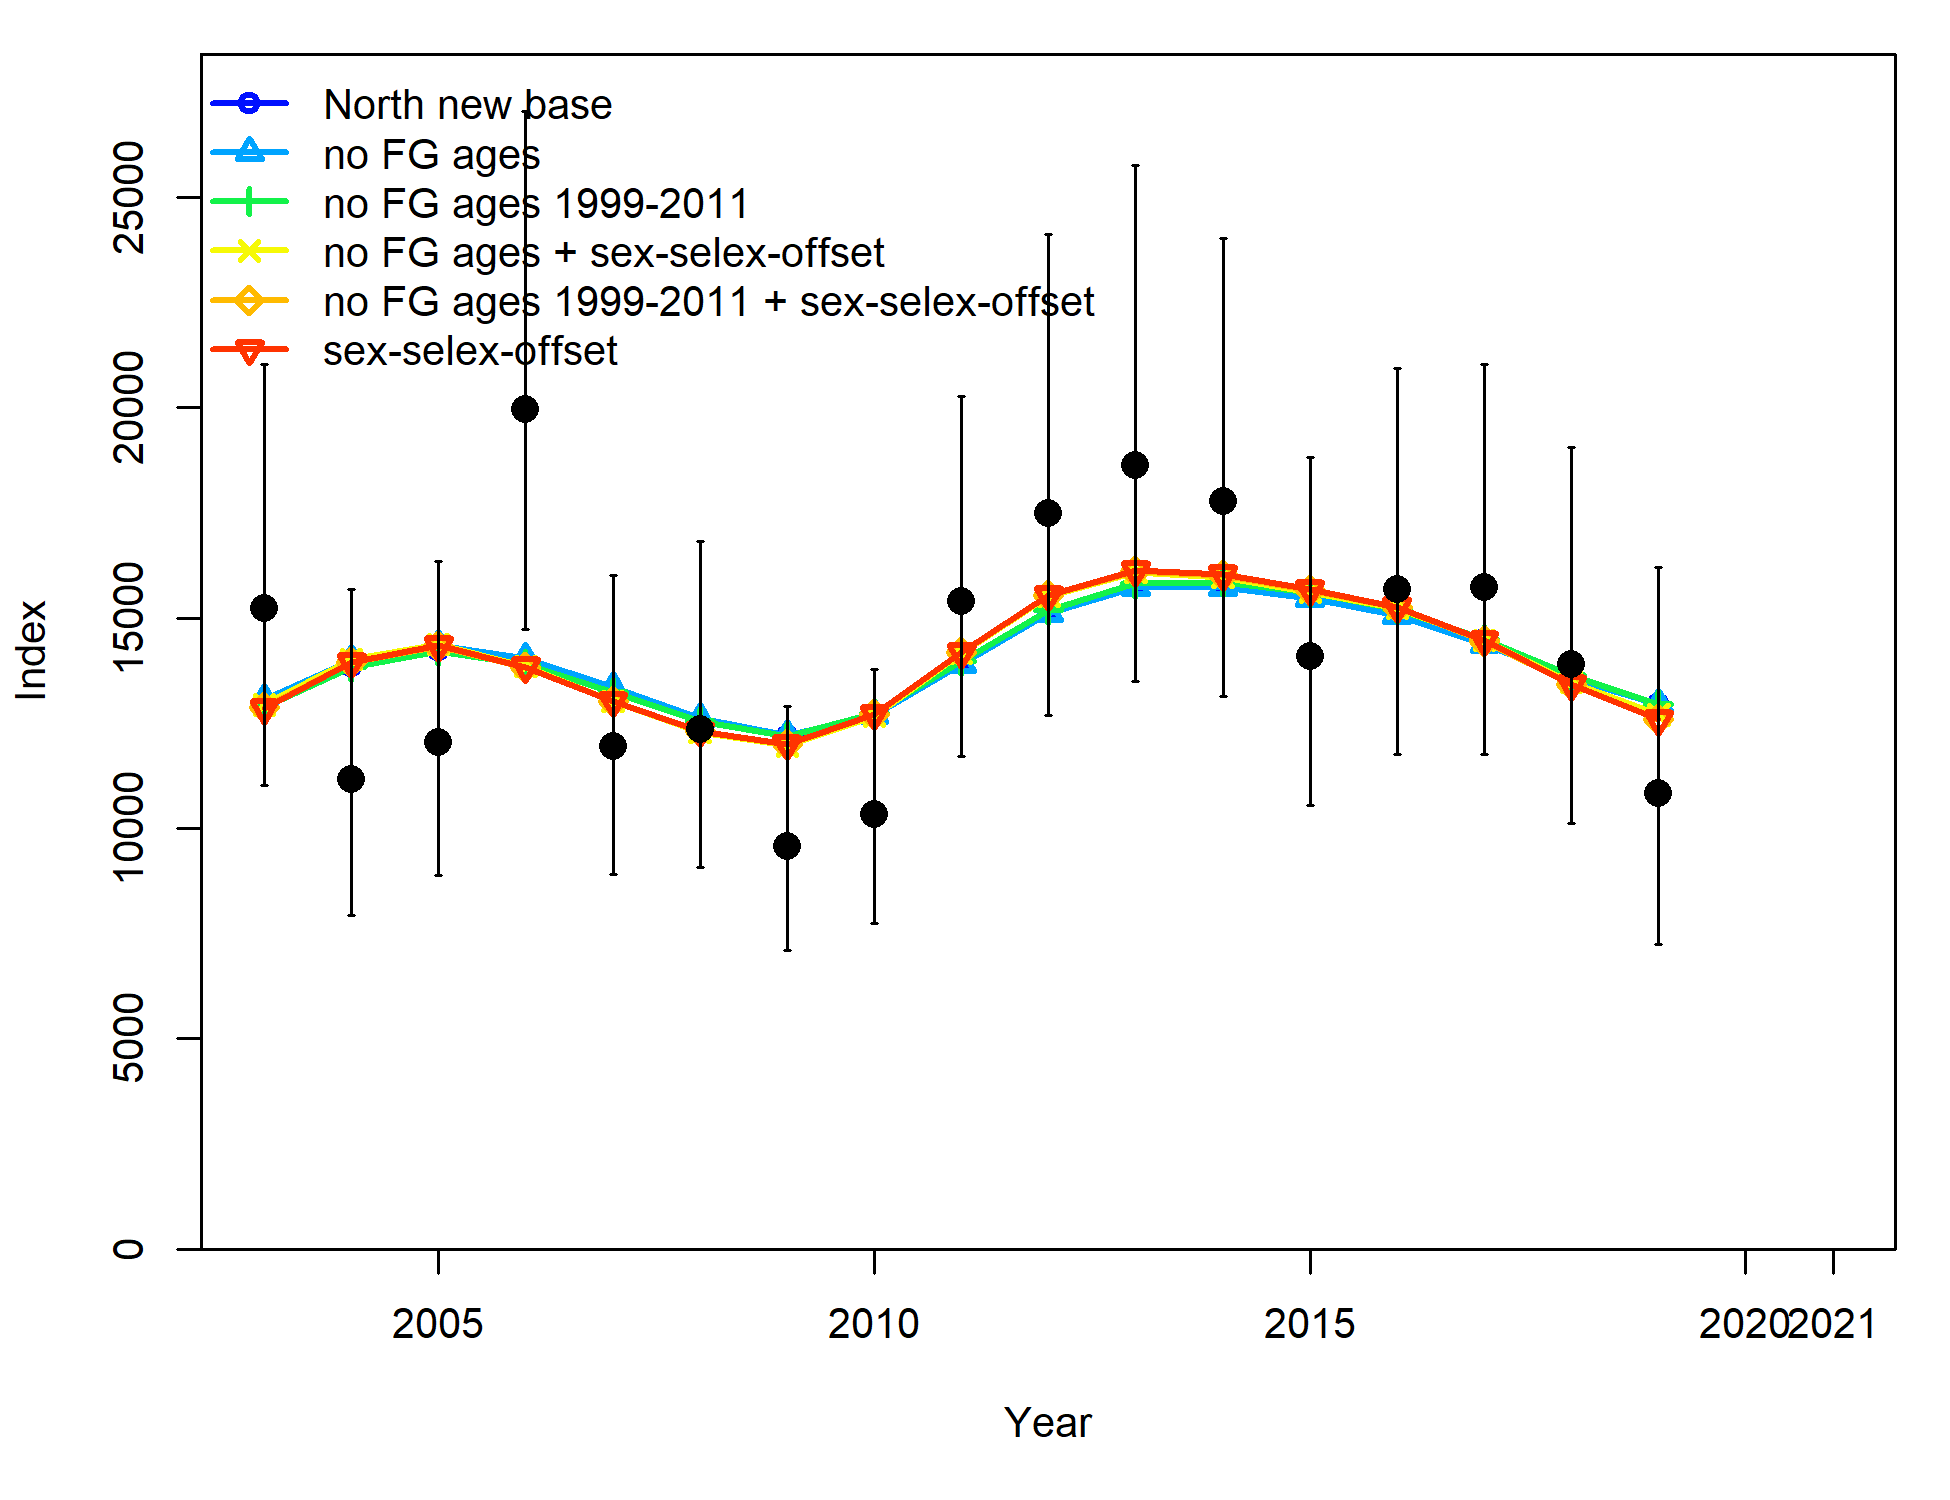 North new base
no FG ages
no FG ages 1999-2011
no FG ages + sex-selex-offset
no FG ages 1999-2011 + sex-selex-offset
sex-selex-offset
Index
25000
20000
15000
10000
5000
0
2005
2010
2015
2020
2021
Year